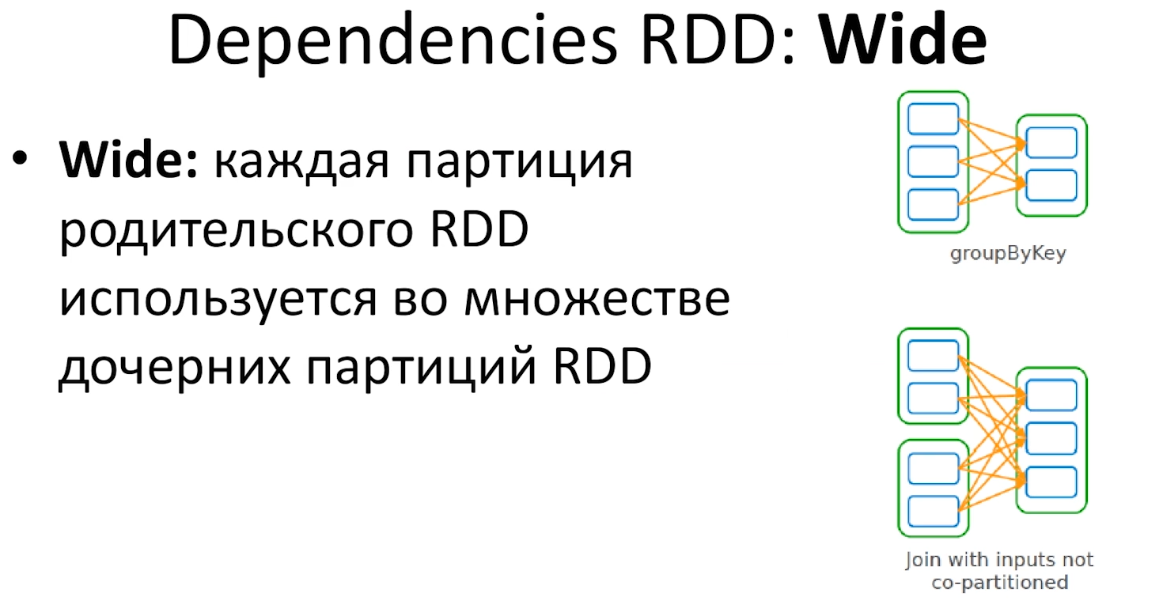 Dependencies RDD: Wide
• Wide: каждая партиция
родительского RDD
используется во множестве
дочерних партиций RDD
groupByKey
Join with inputs not
co-partitioned